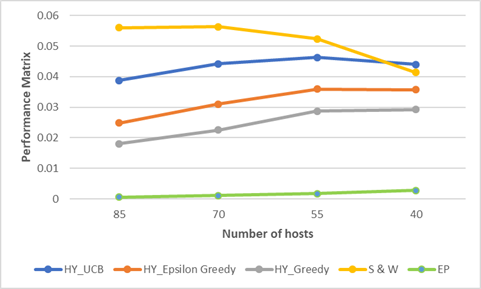 0.06
0.05
0.04
0.03
0.02
0.01
0
Performance Matrix
85 70 55 40
Number of hosts
HY_UCB HY_Epsilon Greedy HY_Greedy S & W EP